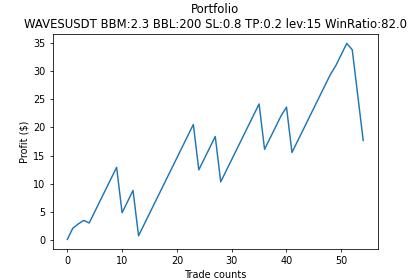 Portfolio
WAVESUSDT BBM:2.3 BBL:200 SL:0.8 TP:0.2 lev:15 WinRatio:82.0
35
30
25
20
15
10
5
0
Profit ($)
0 10 20 30 40 50
Trade counts